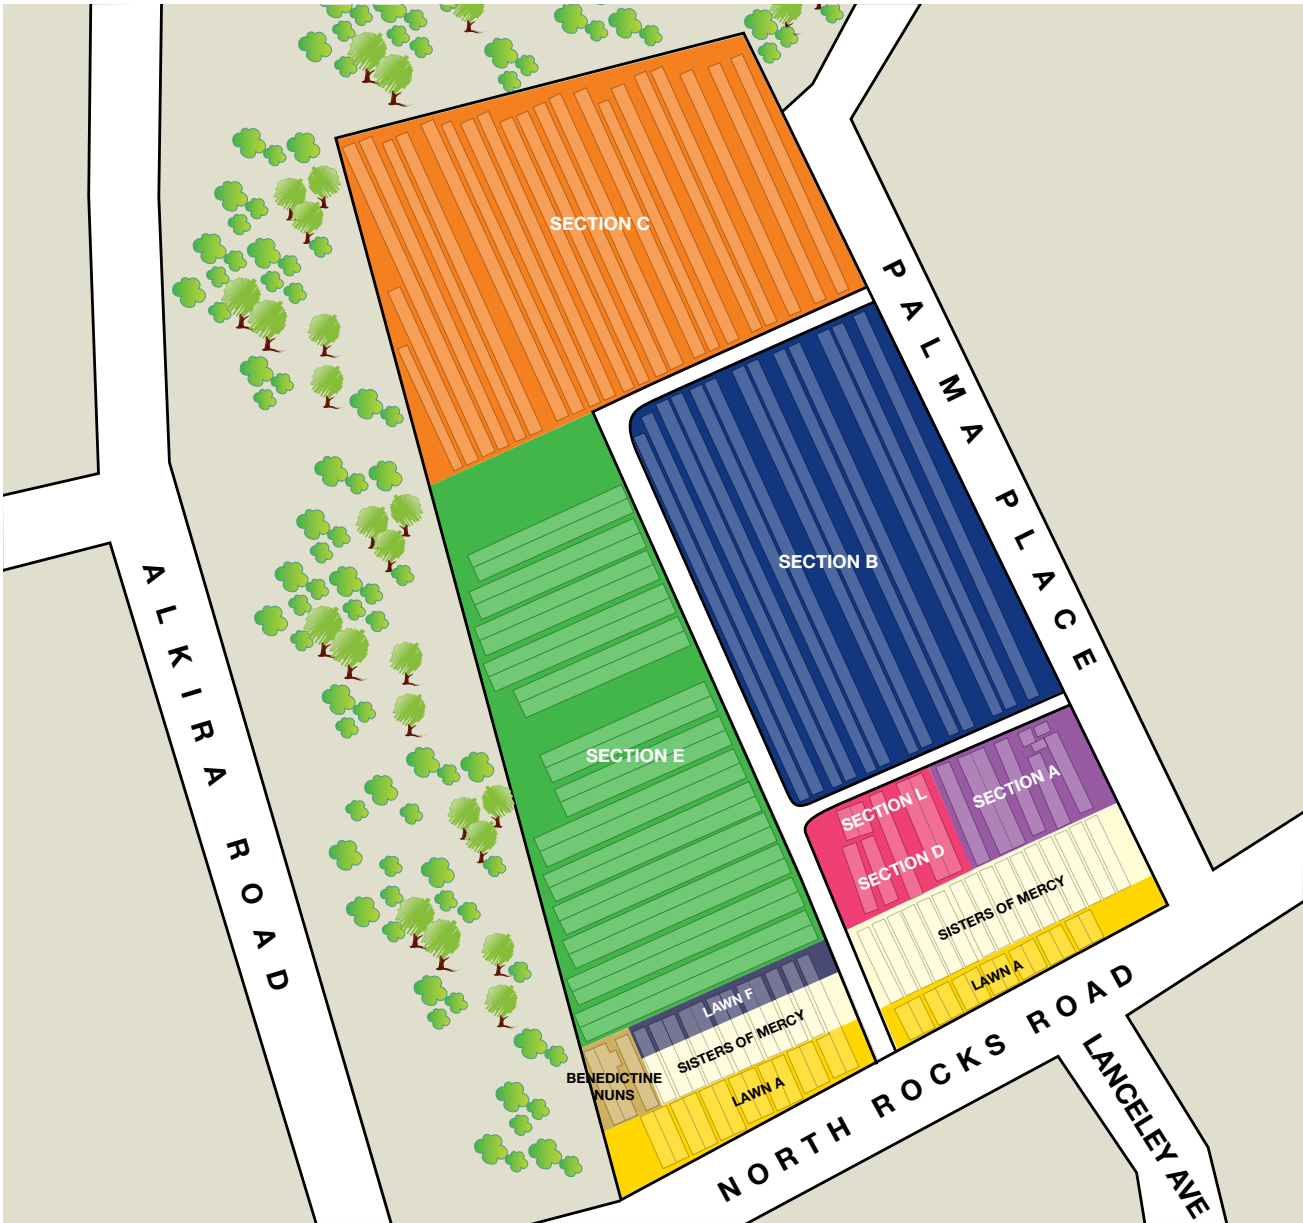 SECTION C
PALMA PLACE
SECTION B
ALKIRA ROAD
SECTION E
SECTION L
SECTION A
SECTION D
SISTERS OF MERCY
LAWN A
LAWN F
SISTERS OF MERCY
BENEDICTINE
NUNS
LAWN A
NORTH ROCKS ROAD
LANCELEY AVE